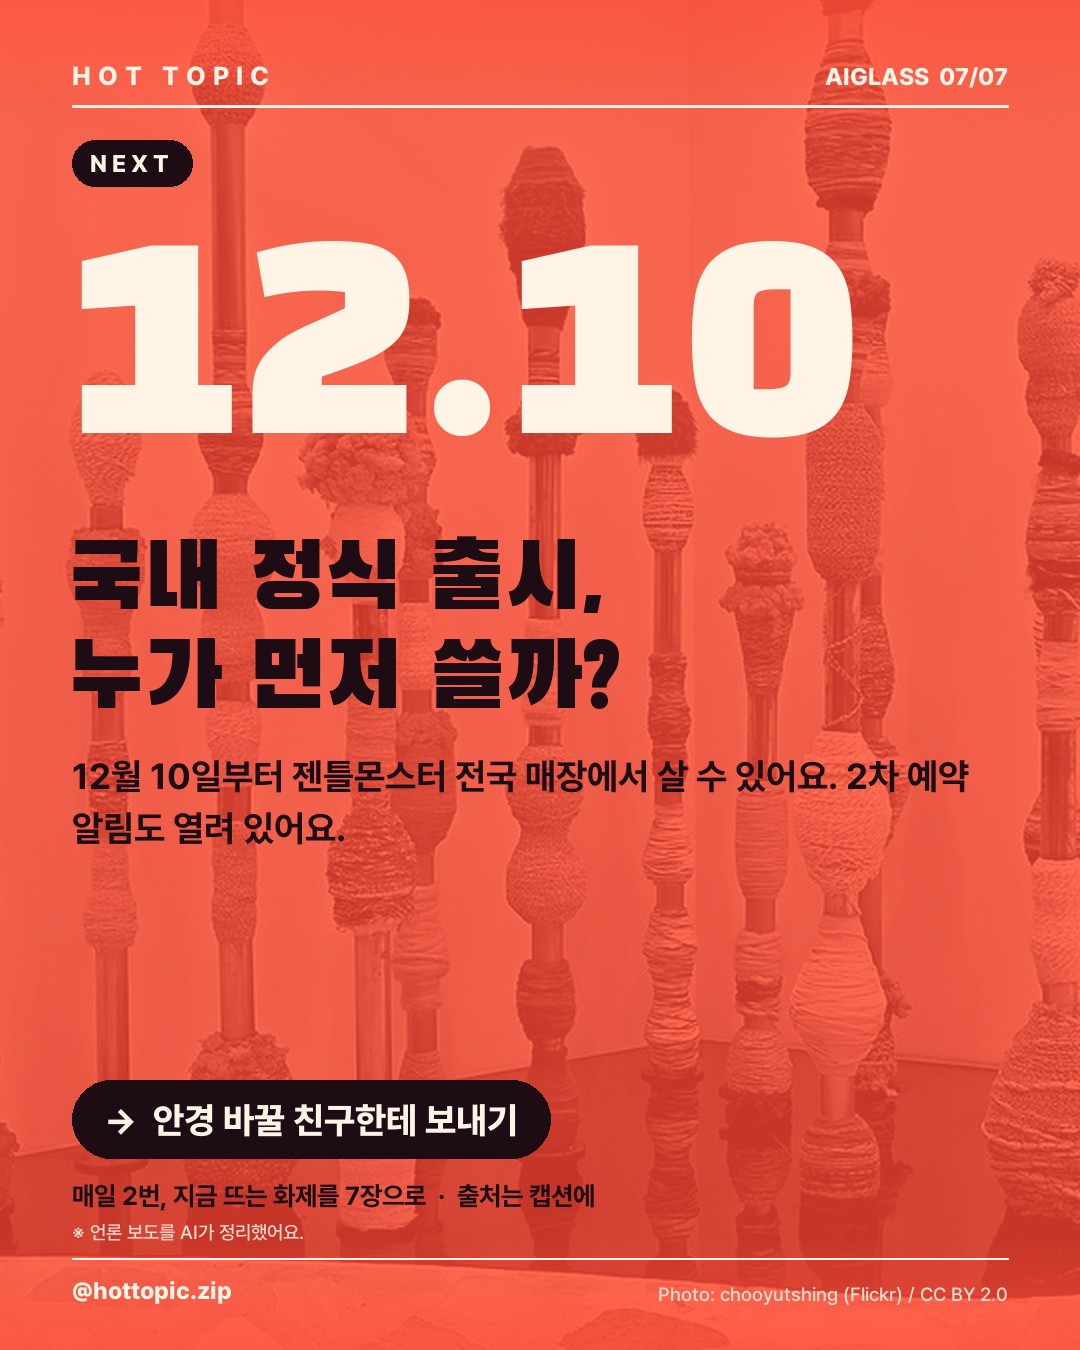 HOT TOPIC
AIGLASS 07/07
NEXT
12.10
국내 정식 출시,
누가 먼저 쓸까?
12월 10일부터 젠틀몬스터 전국 매장에서 살 수 있어요. 2차 예약
알림도 열려 있어요.
→ 안경 바꿀 친구한테 보내기
매일 2번, 지금 뜨는 화제를 7장으로 · 출처는 캡션에
※ 언론 보도를 AI가 정리했어요.
@hottopic.zip
Photo: chooyutshing (Flickr) / CC BY 2.0